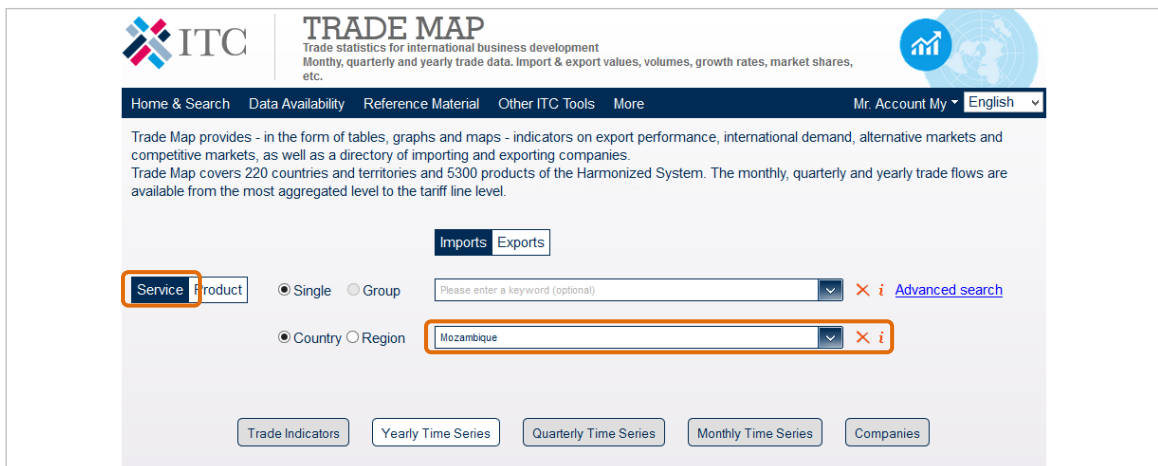 ITC
TRADE MAP
Trade statistics for international business development
Monthy, quarterly and yearly trade data. Import & export values, volumes, growth rates, market shares,
etc.
Home & Search Data Availability Reference Material Other ITC Tools More Mr. Account My English
Trade Map provides - in the form of tables, graphs and maps - indicators on export performance, international demand, alternative markets and
competitive markets, as well as a directory of importing and exporting companies.
Trade Map covers 220 countries and territories and 5300 products of the Harmonized System. The monthly, quarterly and yearly trade flows are
available from the most aggregated level to the tariff line level.
Imports Exports
Service Product Single Group Please enter a keyword (optional) i Advanced search
Country Region Mozambique i
Trade Indicators Yearly Time Series Quarterly Time Series Monthly Time Series Companies